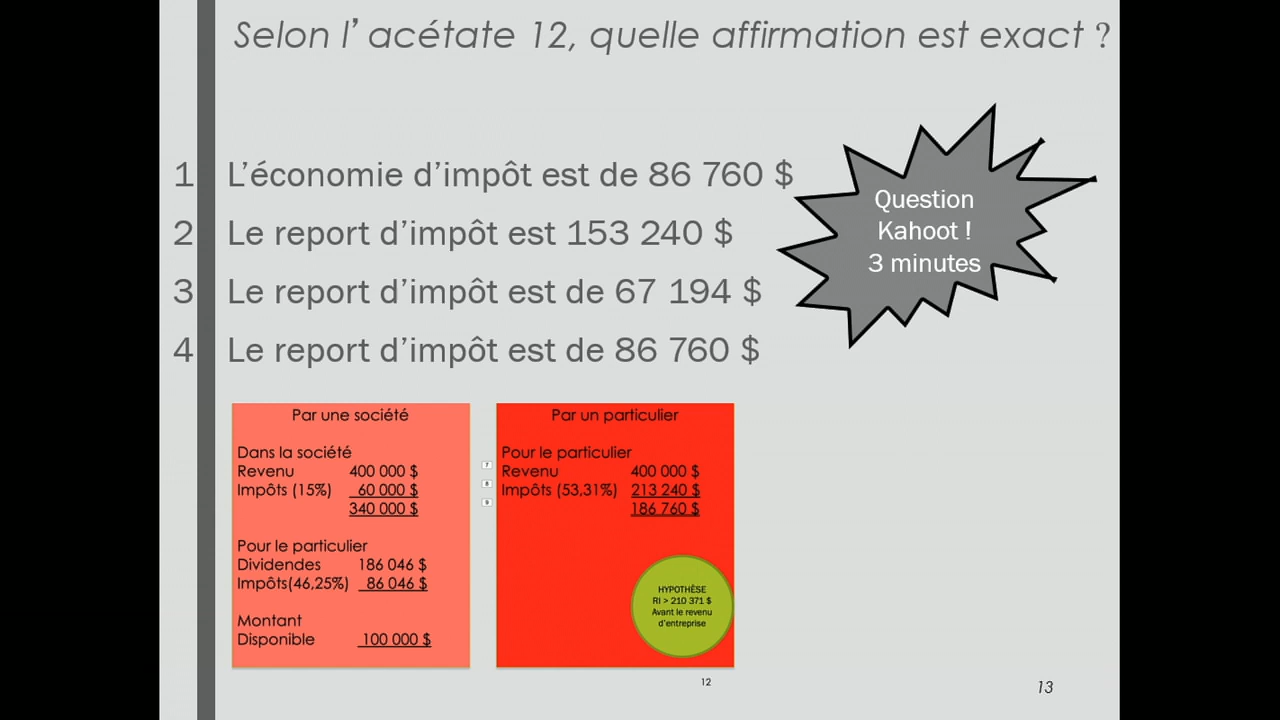 Selon l’ acétate 12, quelle affirmation est exact ?
1 L’économie d’impôt est de 86 760 $
2 Le report d’impôt est 153 240 $
3 Le report d’impôt est de 67 194 $
4 Le report d’impôt est de 86 760 $
Question
Kahoot !
3 minutes
Par une société
Dans la société
Revenu 400 000 $
Impôts (15%) 60 000 $
340 000 $
Pour le particulier
Dividendes 186 046 $
Impôts(46,25%) 86 046 $
Montant
Disponible 100 000 $
7
8
9
Par un particulier
Pour le particulier
Revenu 400 000 $
Impôts (53,31%) 213 240 $
186 760 $
HYPOTHÈSE
RI > 210 371 $
Avant le revenu
d’entreprise
12
13